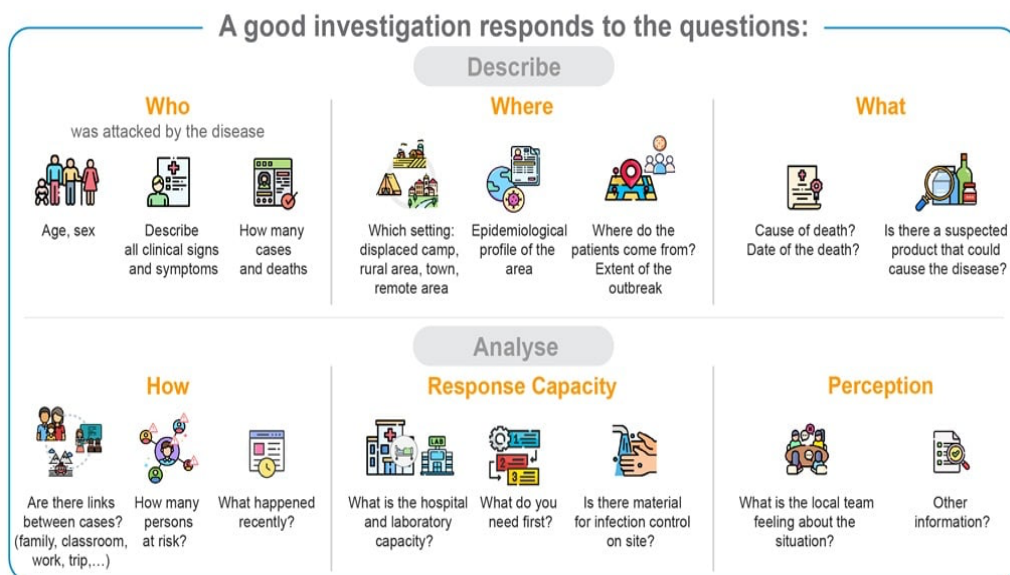 A good investigation responds to the questions:
Describe
Who
was attacked by the disease
Age, sex
Describe
all clinical signs
and symptoms
How many
cases
and deaths
Where
Which setting:
displaced camp,
rural area, town,
remote area
Epidemiological
profile of the
area
Where do the
patients come from?
Extent of the
outbreak
What
Cause of death?
Date of the death?
Is there a suspected
product that could
cause the disease?
Analyse
How
Are there links
between cases?
(family, classroom,
work, trip,...)
How many
persons
at risk?
What happened
recently?
Response Capacity
LAB
1
2
3
What is the hospital
and laboratory
capacity?
What do you
need first?
Is there material
for infection control
on site?
Perception
What is the local team
feeling about the
situation?
Other
information?